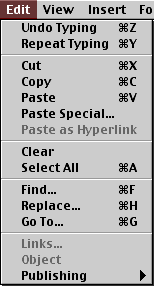 Edit View Insert Fo
Undo Typing ⌘Z
Repeat Typing ⌘Y
Cut ⌘X
Copy ⌘C
Paste ⌘V
Paste Special...
Paste as Hyperlink
Clear
Select All ⌘A
Find... ⌘F
Replace... ⌘H
Go To... ⌘G
Links...
Object
Publishing